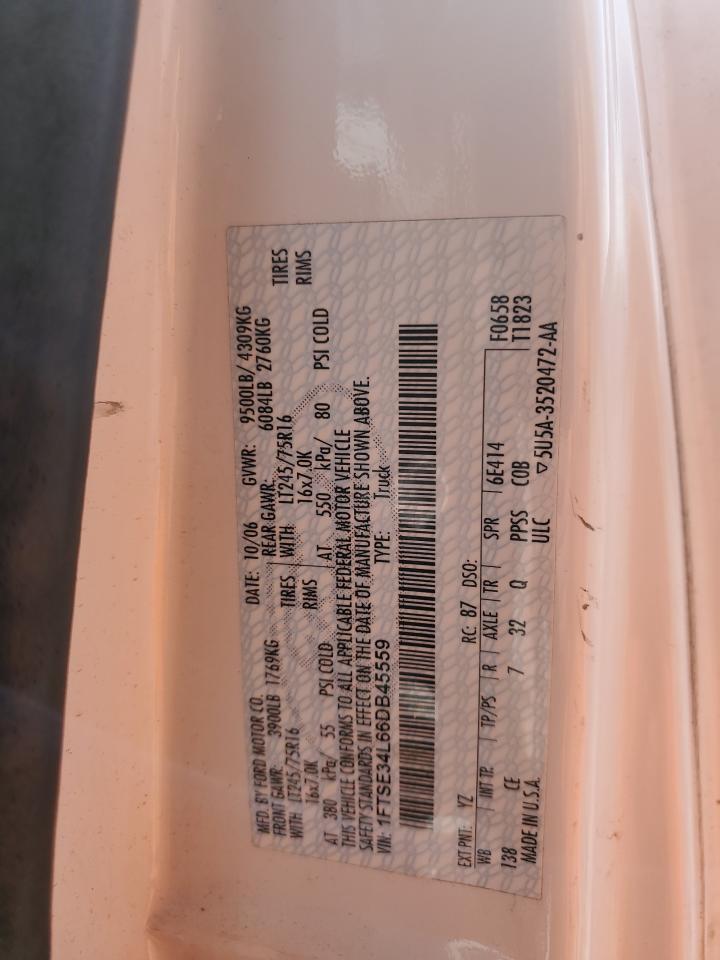 MFD. BY FORD MOTOR CO.
DATE: 10/06 GVWR: 9500LB/ 4309KG
FRONT GAWR: 3900LB 1769KG REAR GAWR: 6084LB 2760KG
WITH LT245/75R16 TIRES WITH LT245/75R16 TIRES
16x7.0K RIMS 16x7.0K RIMS
AT 380 kPa/ 55 PSI COLD AT 550 kPa/ 80 PSI COLD
THIS VEHICLE CONFORMS TO ALL APPLICABLE FEDERAL MOTOR VEHICLE
SAFETY STANDARDS IN EFFECT ON THE DATE OF MANUFACTURE SHOWN ABOVE.
VIN: 1FTSE34L66DB45559 TYPE: Truck
EXT PNT: YZ RC: 87 DSO: F0658
WB INT TR. TP/PS R AXLE TR SPR 6E414 T1823
138 CE 7 32 Q PPSS COB
MADE IN U.S.A. ULC ▽5U5A-3520472-AA